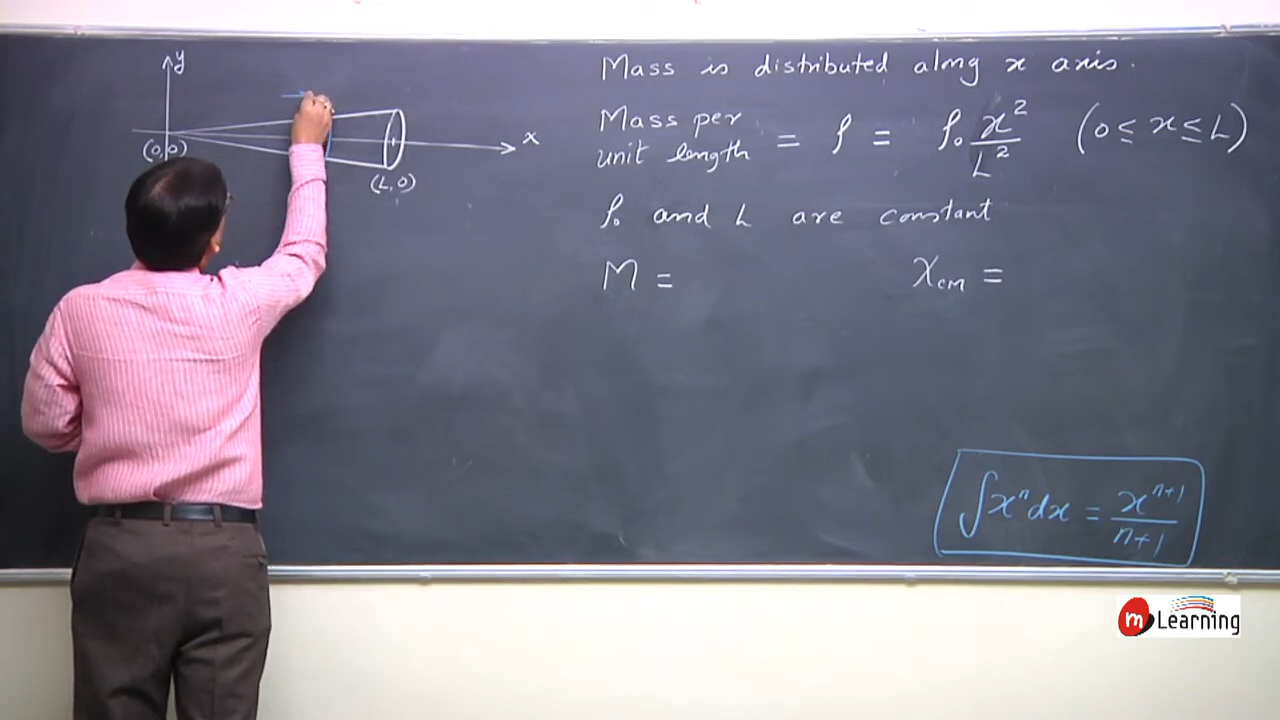 y
x
(0,0)
(L,0)
Mass is distributed along x axis.
Mass per unit length = ρ = ρ₀ x²/L² (0 ≤ x ≤ L)
ρ₀ and L are constant
M = X_CM =
∫xⁿdx = xⁿ⁺¹/n+1
m Learning